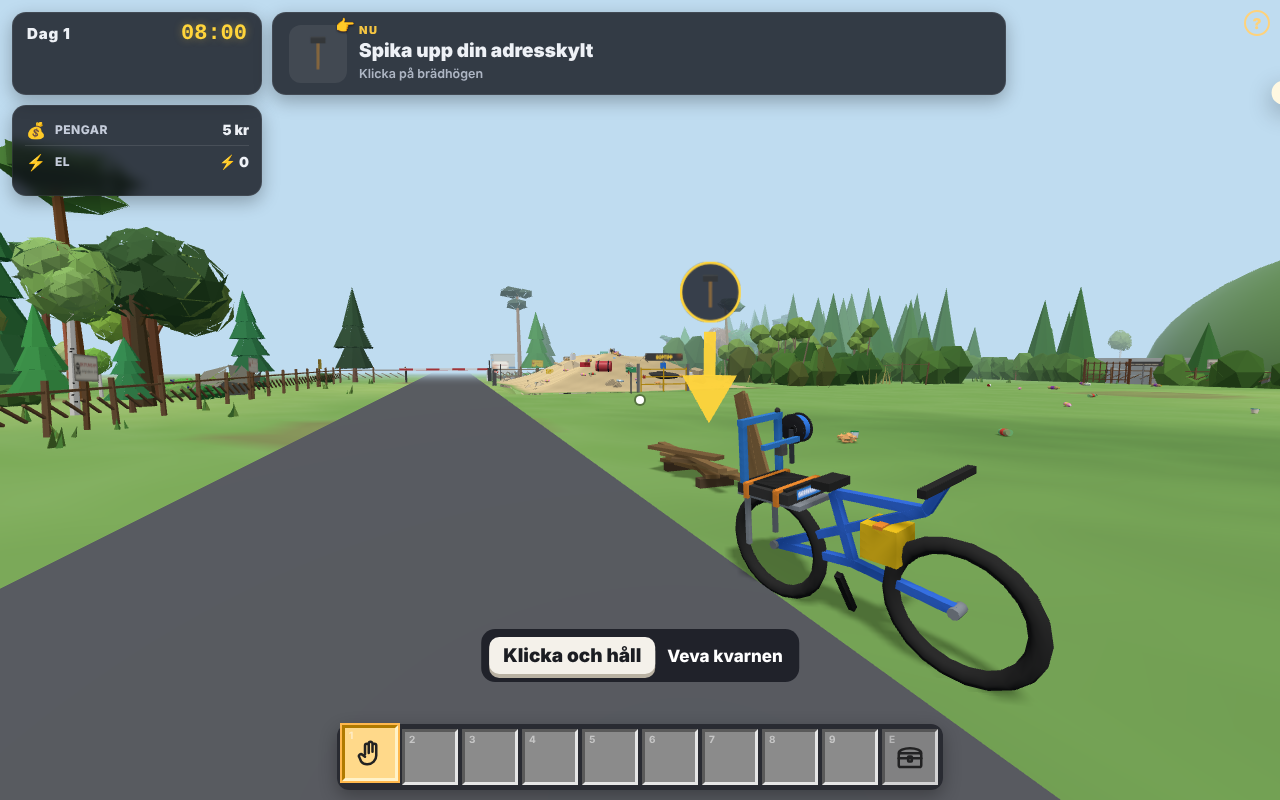 Dag 1
08:00
NU
Spika upp din adresskylt
Klicka på brädhögen
PENGAR
5 kr
EL
0
Klicka och håll
Veva kvarnen
1
2
3
4
5
6
7
8
9
E